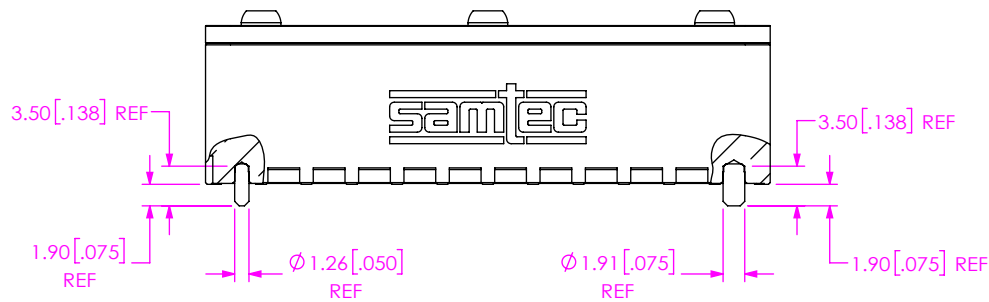 samtec
3.50[.138] REF
3.50[.138] REF
1.90[.075]
REF
Ø1.26[.050]
REF
Ø1.91[.075]
REF
1.90[.075] REF